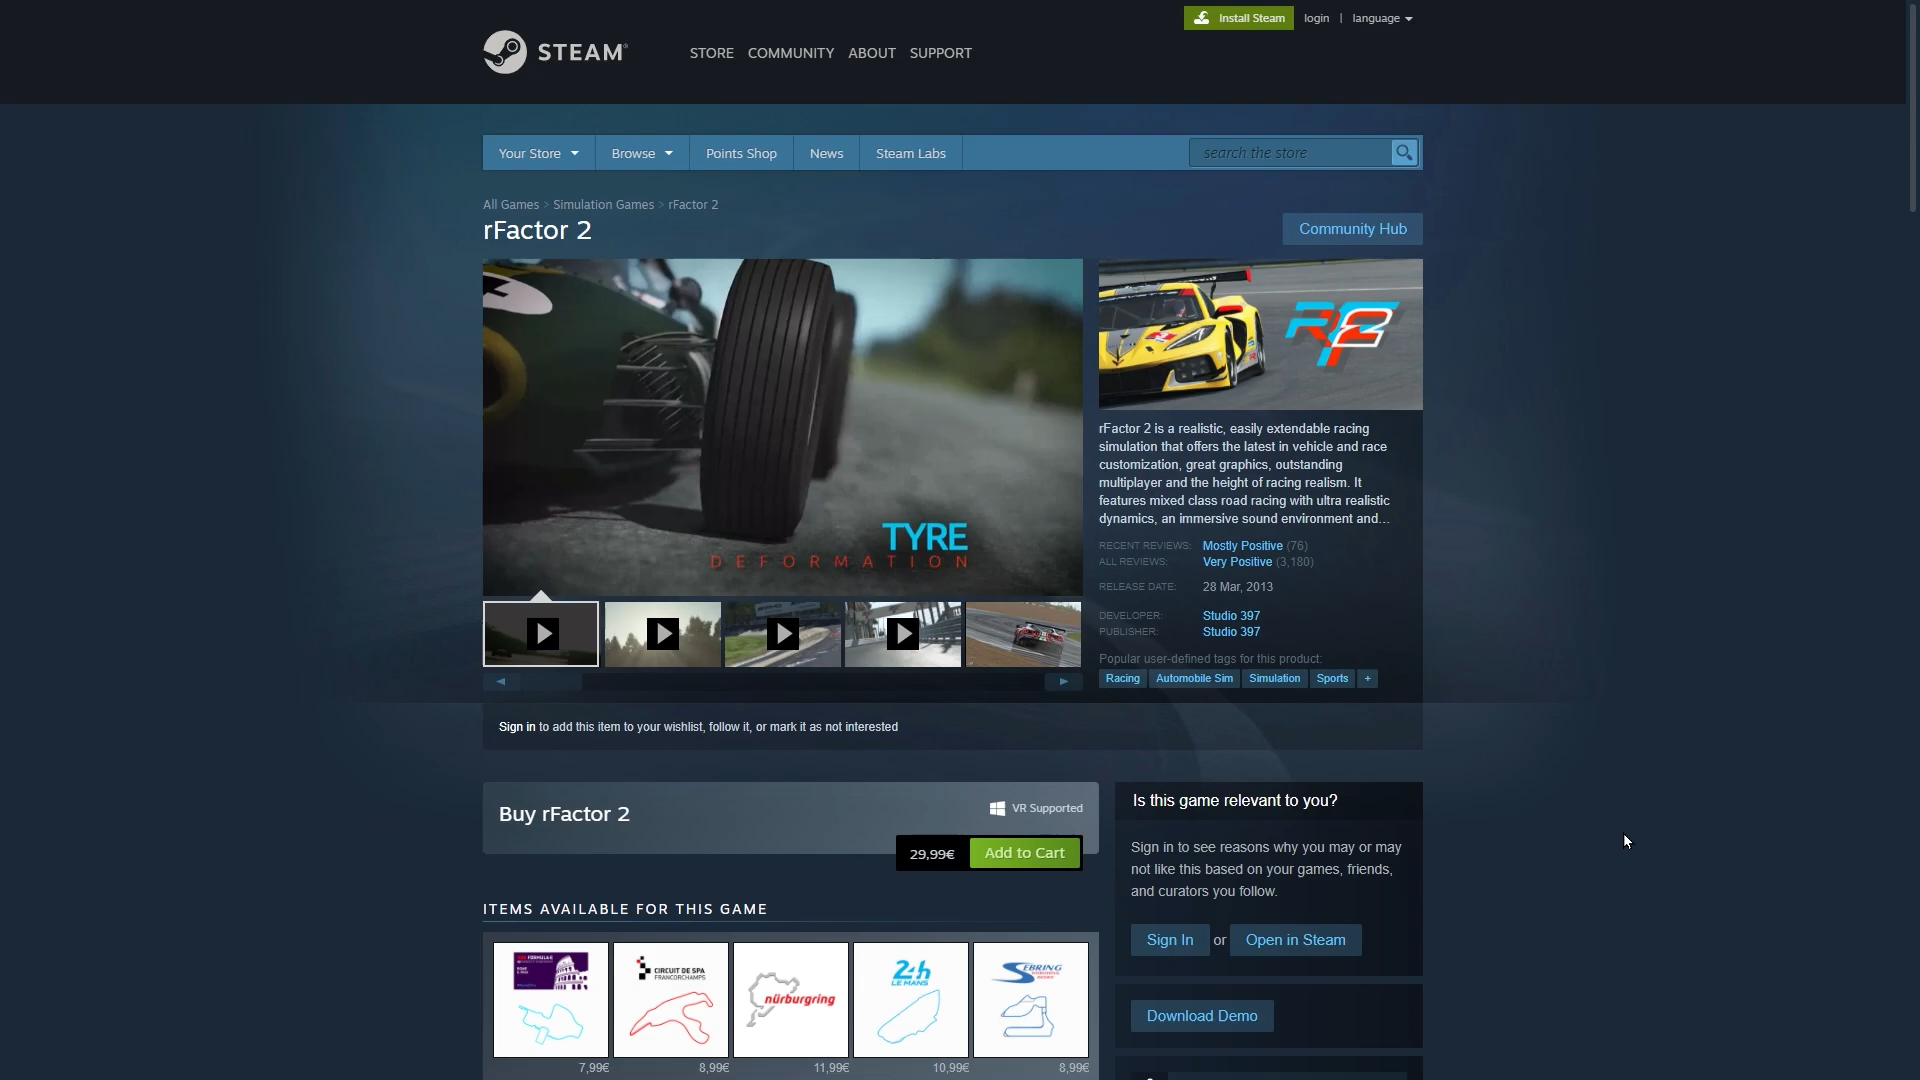 Install Steam login | language
STEAM®
STORE COMMUNITY ABOUT SUPPORT
Your Store Browse Points Shop News Steam Labs search the store
All Games > Simulation Games > rFactor 2
rFactor 2
Community Hub
TYRE
DEFORMATION
rFactor 2 is a realistic, easily extendable racing
simulation that offers the latest in vehicle and race
customization, great graphics, outstanding
multiplayer and the height of racing realism. It
features mixed class road racing with ultra realistic
dynamics, an immersive sound environment and...
RECENT REVIEWS: Mostly Positive (76)
ALL REVIEWS: Very Positive (3,180)
RELEASE DATE: 28 Mar, 2013
DEVELOPER: Studio 397
PUBLISHER: Studio 397
Popular user-defined tags for this product:
Racing Automobile Sim Simulation Sports +
Sign in to add this item to your wishlist, follow it, or mark it as not interested
Buy rFactor 2
VR Supported
29,99€ Add to Cart
Is this game relevant to you?
Sign in to see reasons why you may or may
not like this based on your games, friends,
and curators you follow.
Sign In or Open in Steam
Download Demo
ITEMS AVAILABLE FOR THIS GAME
FORMULA-E
CIRCUIT DE SPA
FRANCORCHAMPS
nürburgring
24h
LE MANS
SEBRING
7,99€ 8,99€ 11,99€ 10,99€ 8,99€